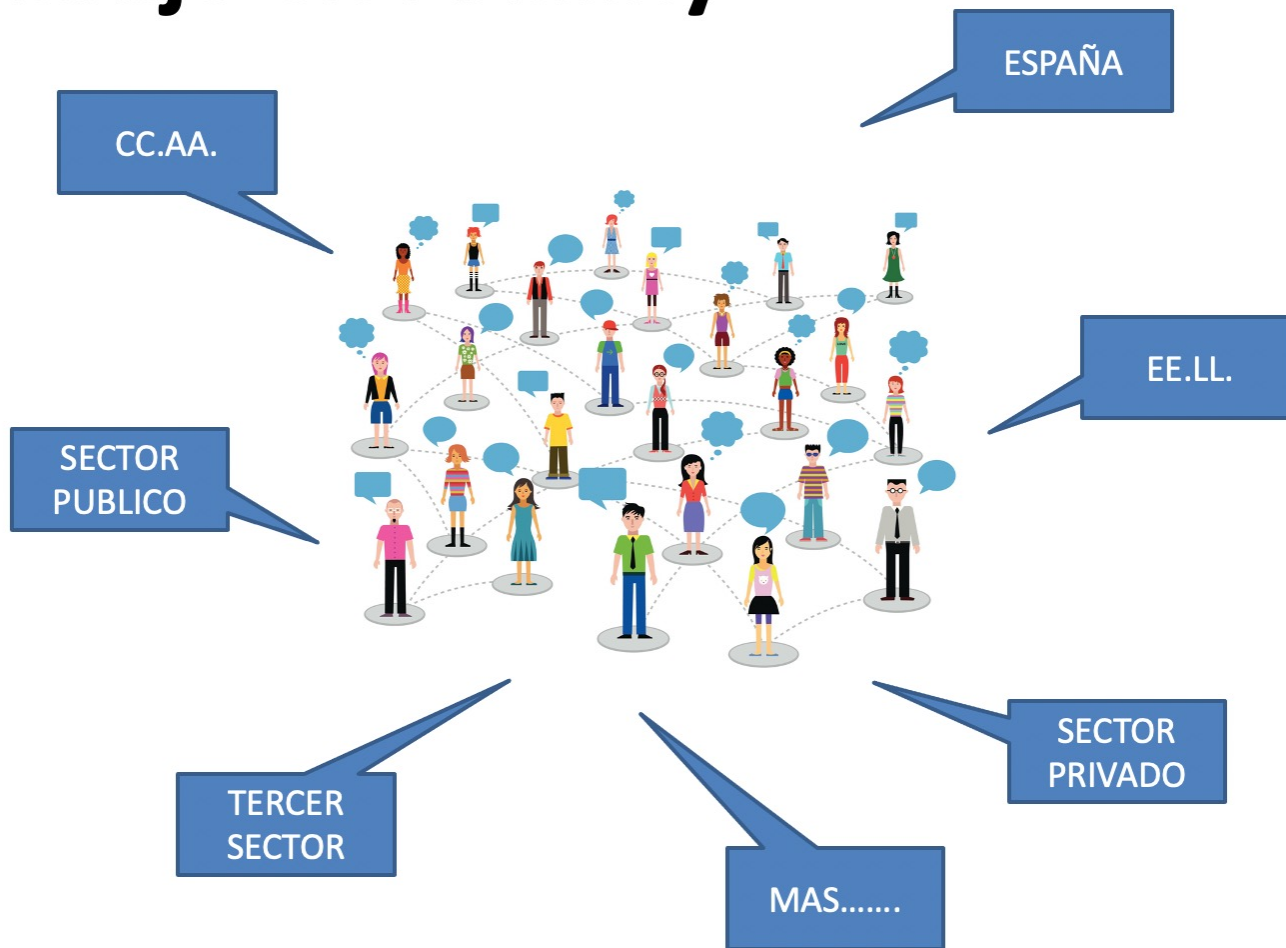 ESPAÑA
CC.AA.
EE.LL.
SECTOR
PUBLICO
SECTOR
PRIVADO
TERCER
SECTOR
MAS.......